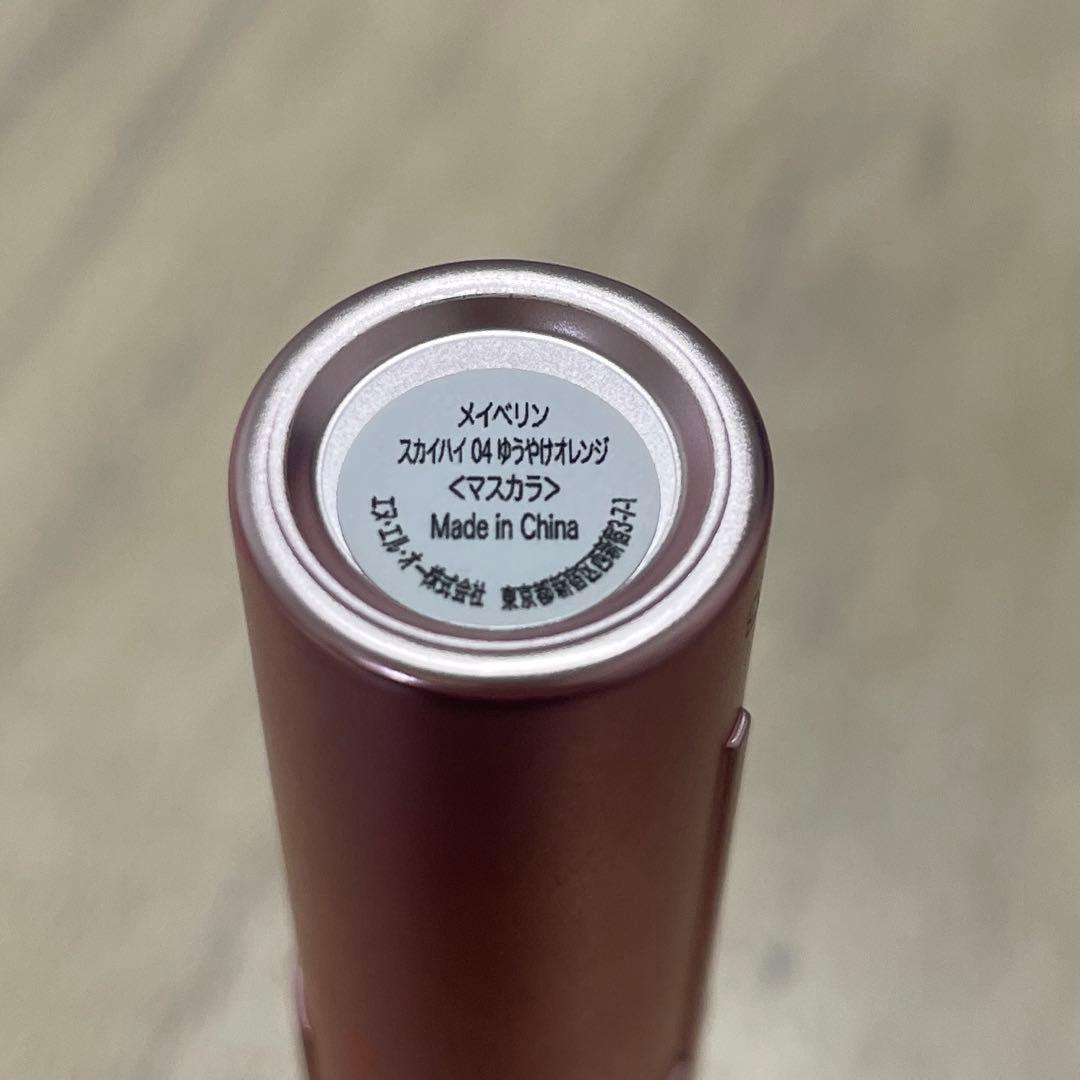 メイベリン
スカイハイ 04 ゆうやけオレンジ
<マスカラ>
Made in China
エヌ・エル・オー株式会社 東京都新宿区西新宿3-7-1